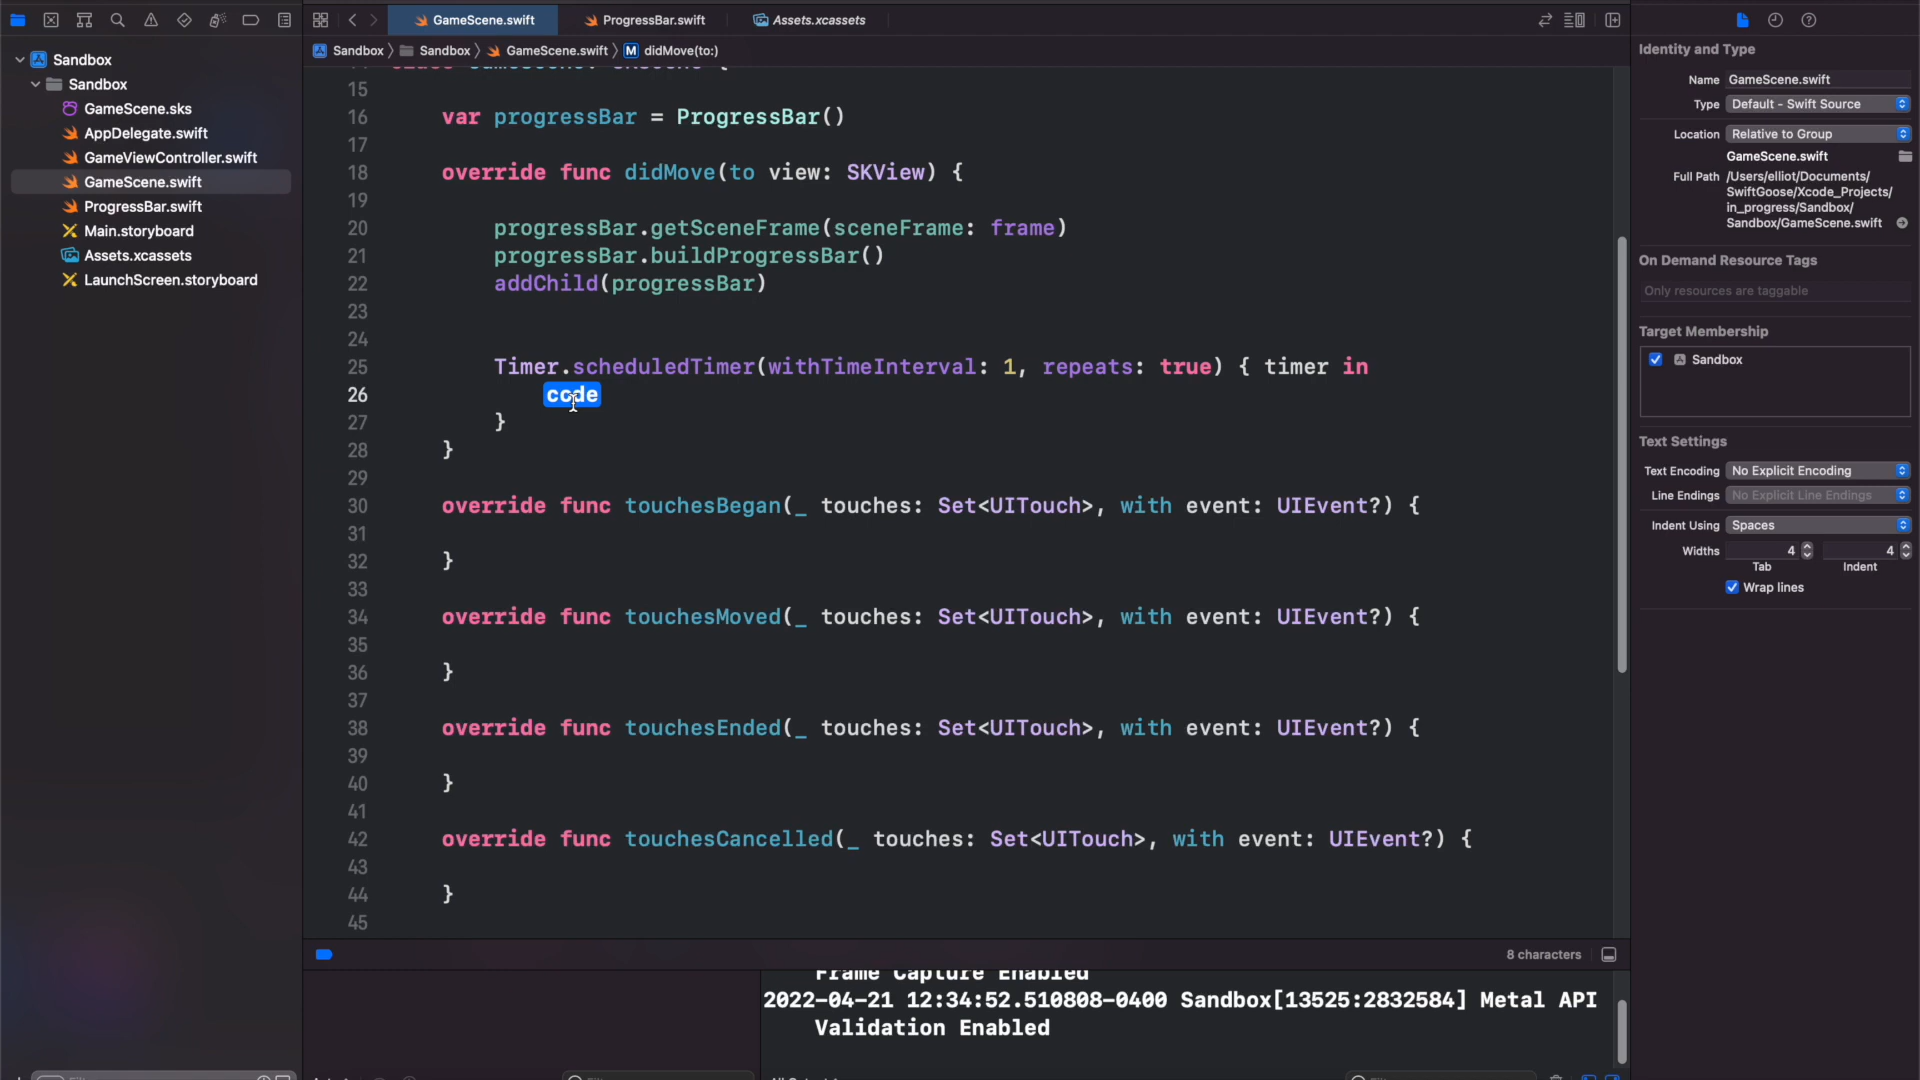 GameScene.swift
ProgressBar.swift
Assets.xcassets
Sandbox
Sandbox
GameScene.swift
M didMove(to:)
Sandbox
Sandbox
GameScene.sks
AppDelegate.swift
GameViewController.swift
GameScene.swift
ProgressBar.swift
Main.storyboard
Assets.xcassets
LaunchScreen.storyboard
15
16 var progressBar = ProgressBar()
17
18 override func didMove(to view: SKView) {
19
20 progressBar.getSceneFrame(sceneFrame: frame)
21 progressBar.buildProgressBar()
22 addChild(progressBar)
23
24
25 Timer.scheduledTimer(withTimeInterval: 1, repeats: true) { timer in
26 code
27 }
28 }
29
30 override func touchesBegan(_ touches: Set<UITouch>, with event: UIEvent?) {
31
32 }
33
34 override func touchesMoved(_ touches: Set<UITouch>, with event: UIEvent?) {
35
36 }
37
38 override func touchesEnded(_ touches: Set<UITouch>, with event: UIEvent?) {
39
40 }
41
42 override func touchesCancelled(_ touches: Set<UITouch>, with event: UIEvent?) {
43
44 }
45
8 characters
Frame Capture Enabled
2022-04-21 12:34:52.510808-0400 Sandbox[13525:2832584] Metal API
Validation Enabled
Identity and Type
Name GameScene.swift
Type Default - Swift Source
Location Relative to Group
GameScene.swift
Full Path /Users/elliot/Documents/
SwiftGoose/Xcode_Projects/
in_progress/Sandbox/
Sandbox/GameScene.swift
On Demand Resource Tags
Only resources are taggable
Target Membership
Sandbox
Text Settings
Text Encoding No Explicit Encoding
Line Endings No Explicit Line Endings
Indent Using Spaces
Widths 4 4
Tab Indent
Wrap lines